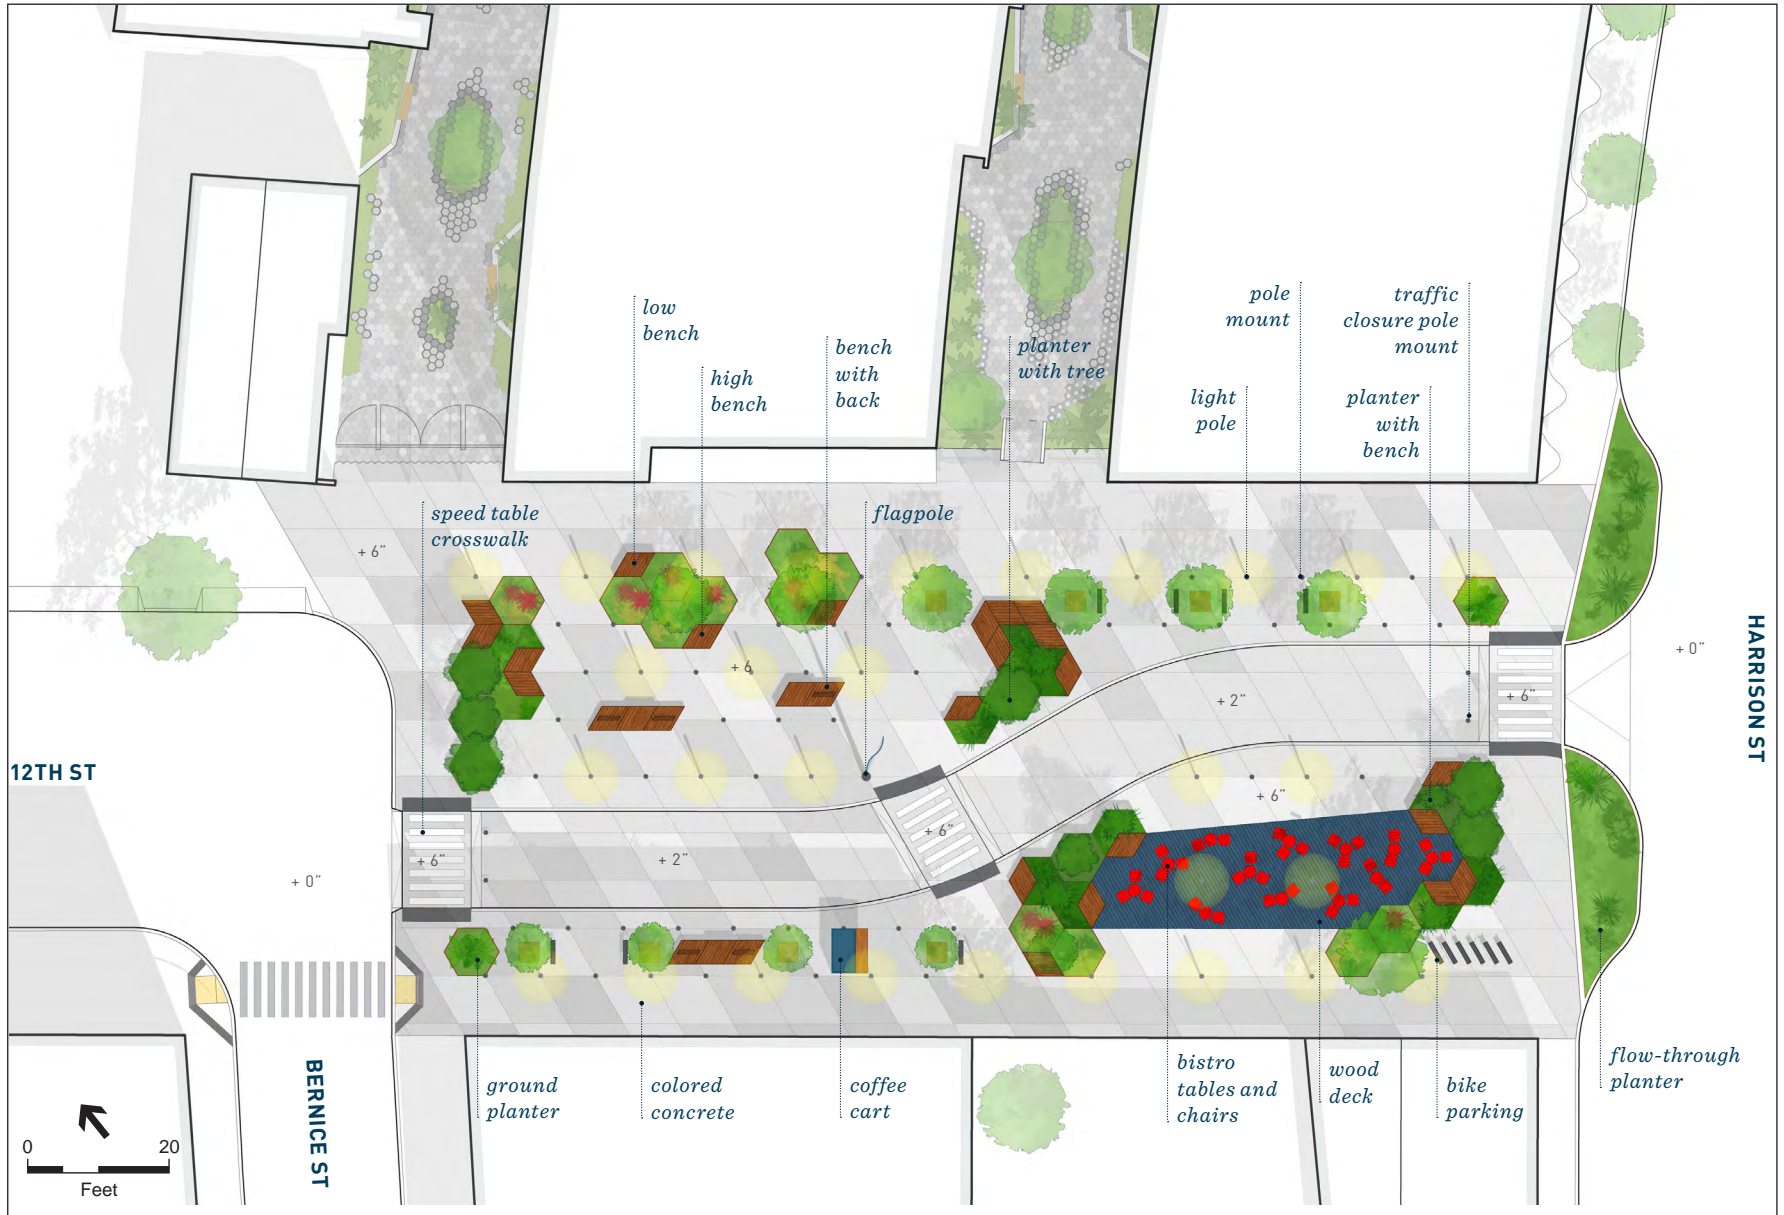 low
bench
high
bench
bench
with
back
planter
with tree
pole
mount
traffic
closure pole
mount
light
pole
planter
with
bench
speed table
crosswalk
flagpole
+ 6"
+ 6
+ 2"
+ 6"
+ 0"
HARRISON ST
12TH ST
+ 6"
+ 6"
+ 6"
+ 2"
+ 0"
BERNICE ST
ground
planter
colored
concrete
coffee
cart
bistro
tables and
chairs
wood
deck
bike
parking
flow-through
planter
0
20
Feet